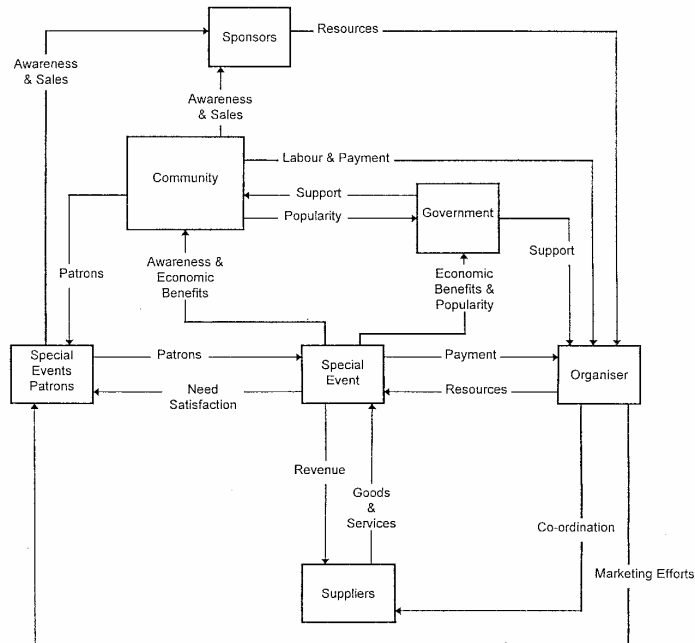 Sponsors
Resources
Awareness
& Sales
Awareness
& Sales
Labour & Payment
Community
Support
Government
Popularity
Support
Patrons
Awareness &
Economic
Benefits
Economic
Benefits &
Popularity
Special
Events
Patrons
Patrons
Special
Event
Payment
Organiser
Need
Satisfaction
Resources
Revenue
Goods
&
Services
Co-ordination
Marketing Efforts
Suppliers